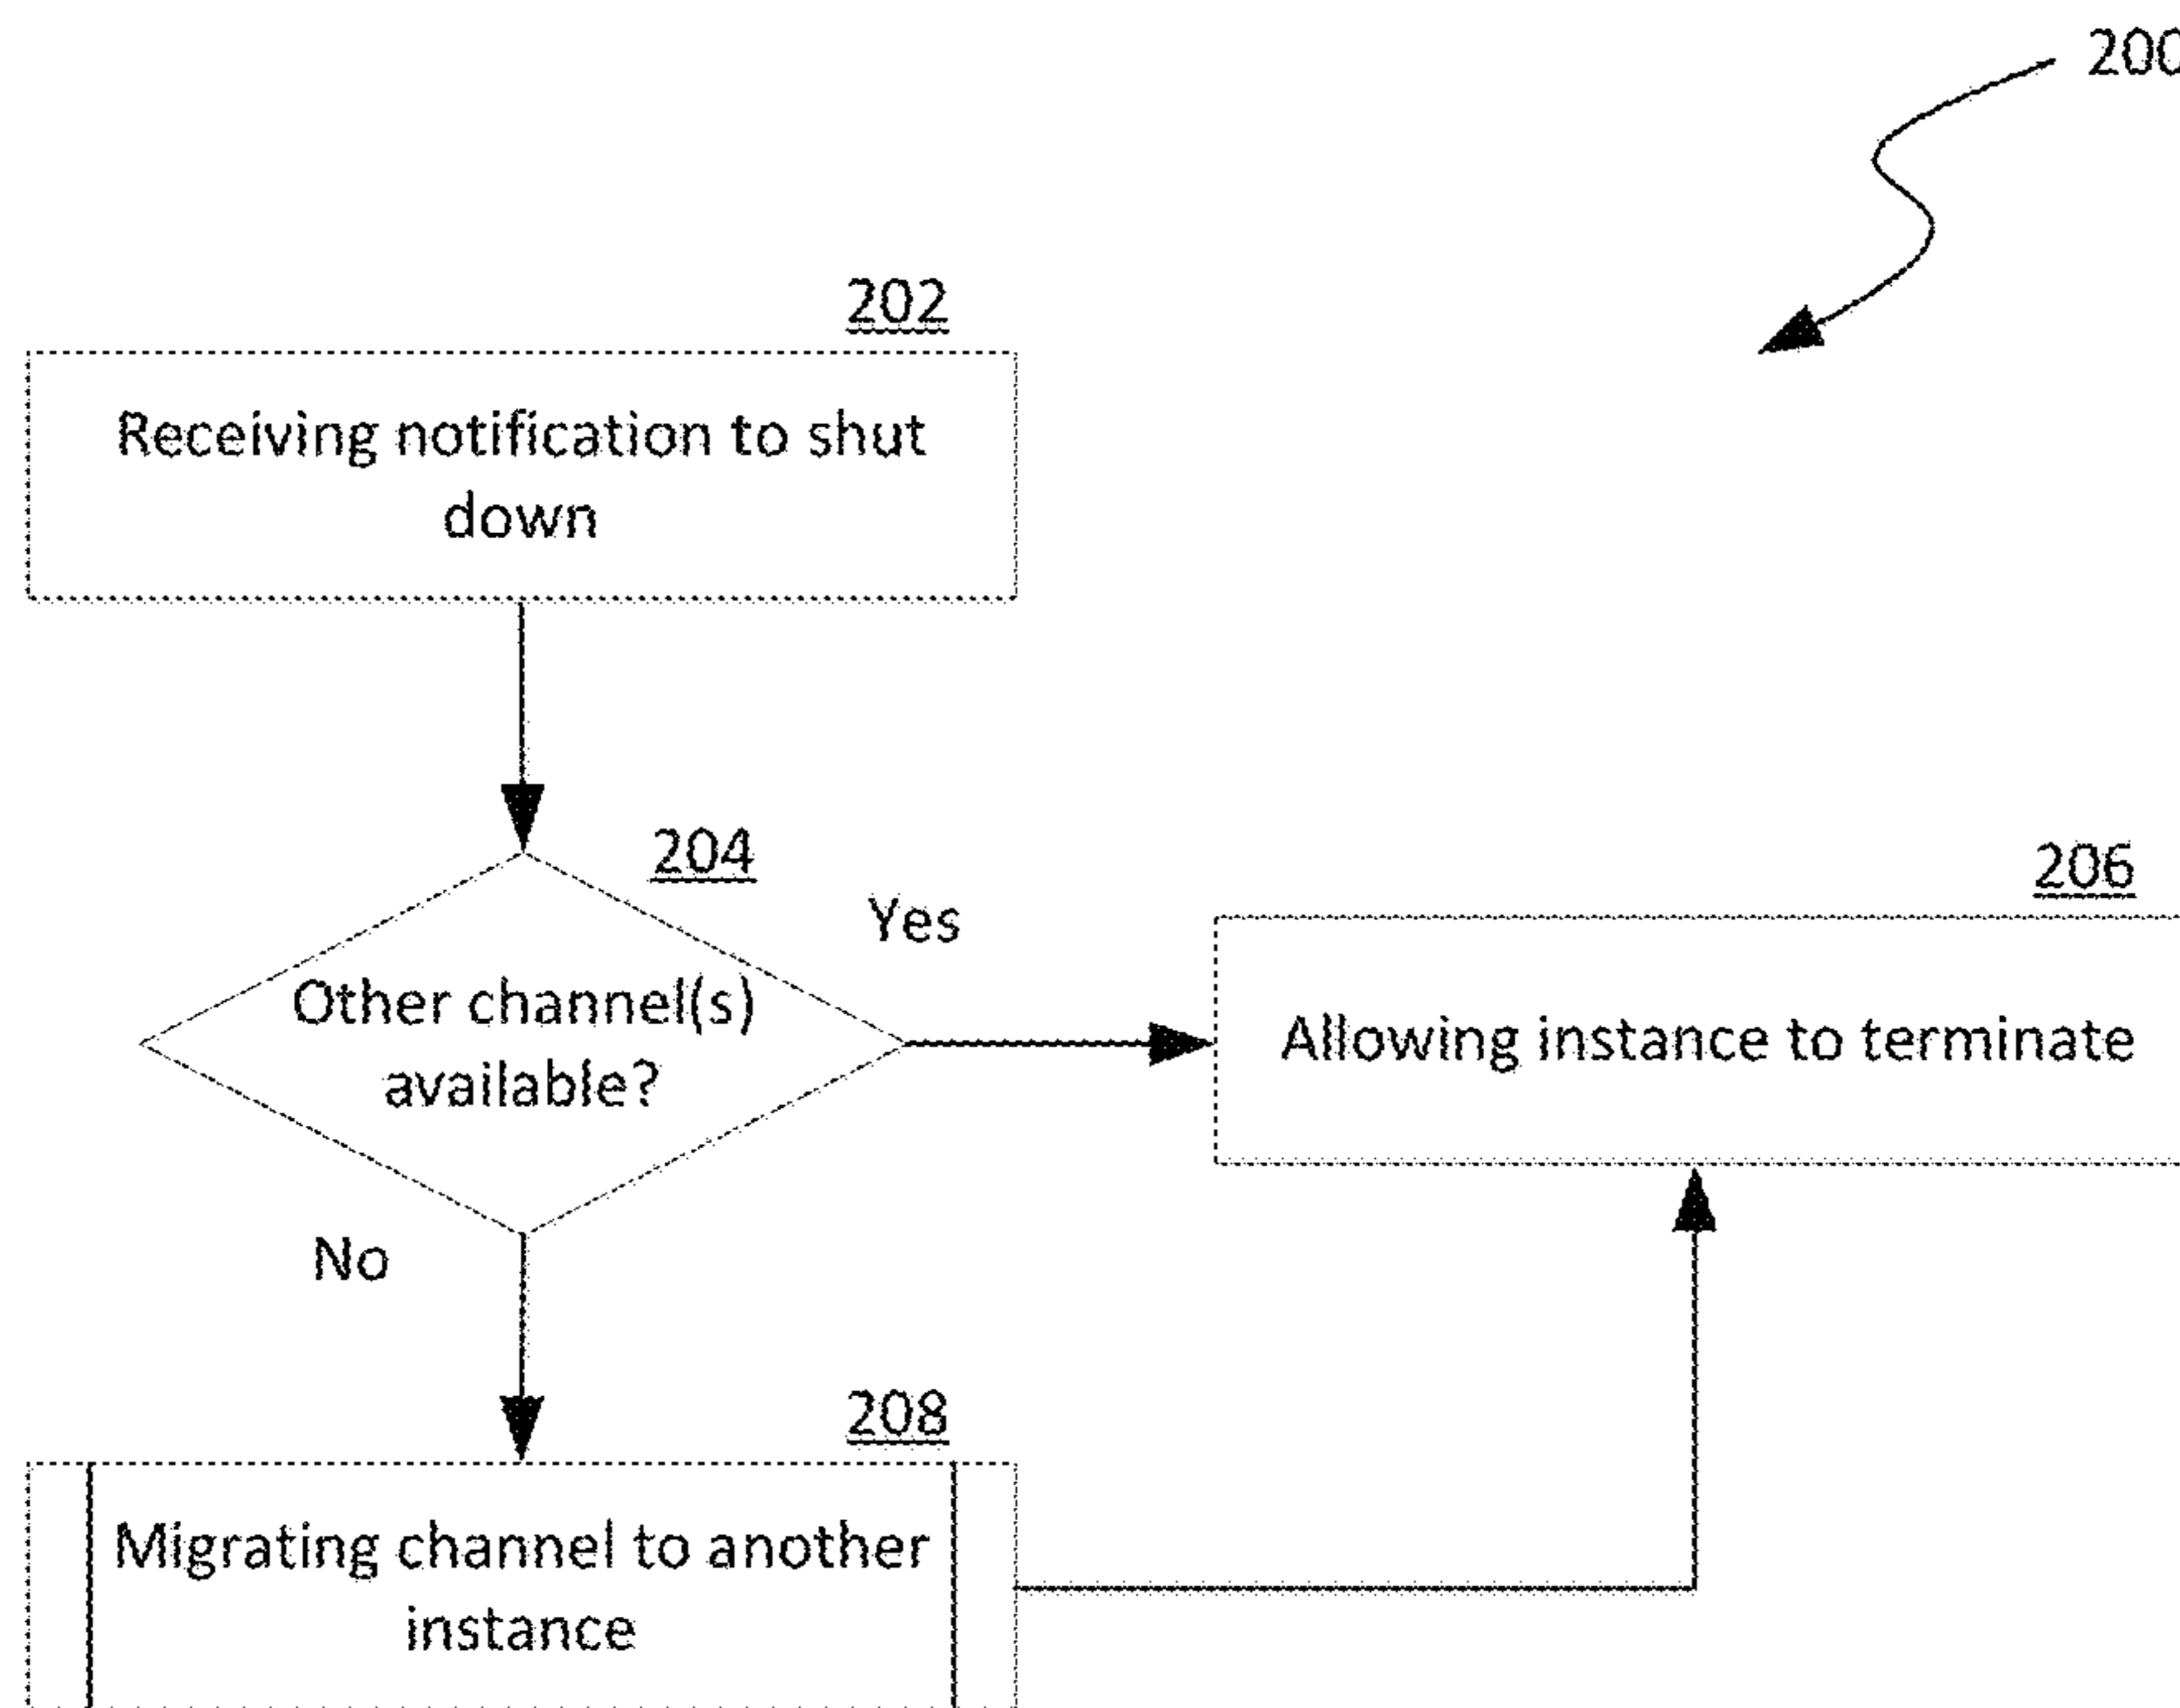 200
202
Receiving notification to shut
down
204
Yes
Other channel(s)
available?
206
Allowing instance to terminate
No
208
Migrating channel to another
instance